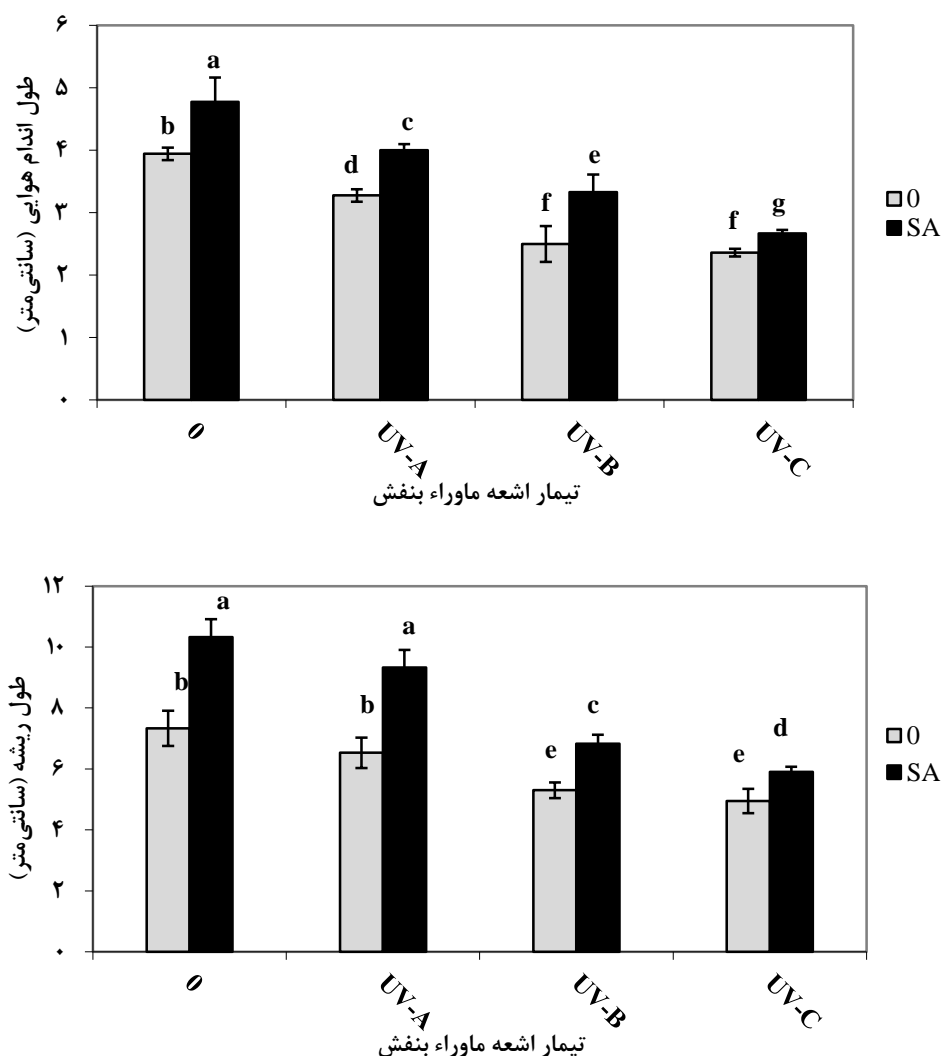 طول اندام هوایی (سانتی‌متر)
۶
۵
۴
۳
۲
۱
۰
b
a
d
c
f
e
f
g
0
SA
0
UV-A
UV-B
UV-C
تیمار اشعه ماوراء بنفش
طول ریشه (سانتی‌متر)
۱۲
۱۰
۸
۶
۴
۲
۰
b
a
b
a
e
c
e
d
0
SA
0
UV-A
UV-B
UV-C
تیمار اشعه ماوراء بنفش